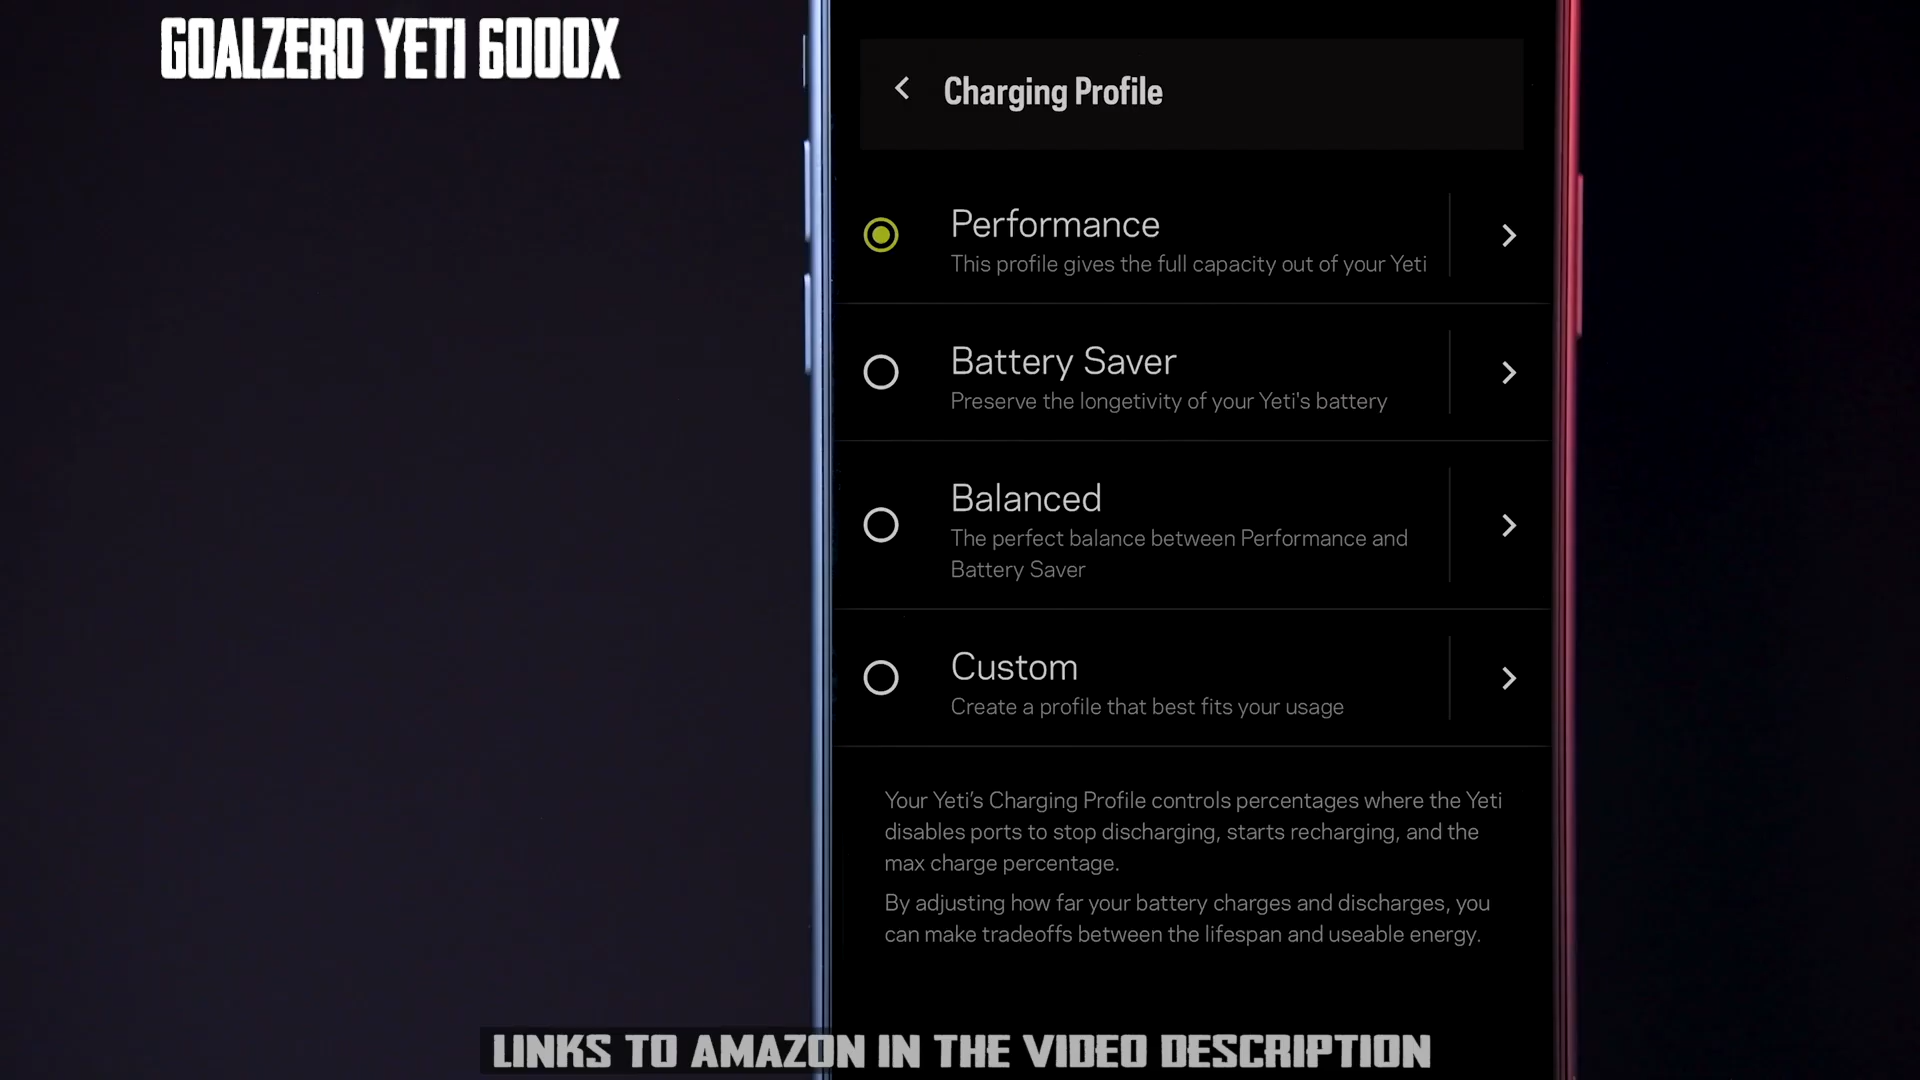 GOALZERO YETI 6000X
Charging Profile
Performance
This profile gives the full capacity out of your Yeti
Battery Saver
Preserve the longetivity of your Yeti's battery
Balanced
The perfect balance between Performance and
Battery Saver
Custom
Create a profile that best fits your usage
Your Yeti’s Charging Profile controls percentages where the Yeti
disables ports to stop discharging, starts recharging, and the
max charge percentage.
By adjusting how far your battery charges and discharges, you
can make tradeoffs between the lifespan and useable energy.
LINKS TO AMAZON IN THE VIDEO DESCRIPTION